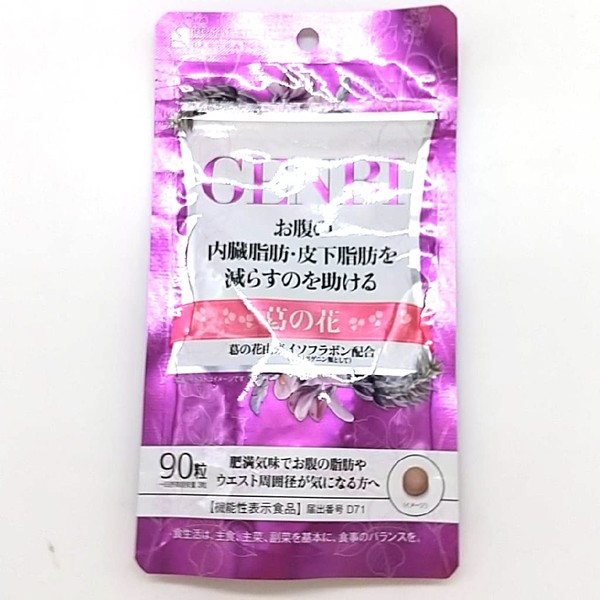 GENBI
お腹の
内臓脂肪・皮下脂肪を
減らすのを助ける
葛の花
葛の花由来イソフラボン配合
90粒
肥満気味でお腹の脂肪や
ウエスト周囲径が気になる方へ
(イメージ)
【機能性表示食品】 届出番号 D71
食生活は、主食、主菜、副菜を基本に、食事のバランスを。